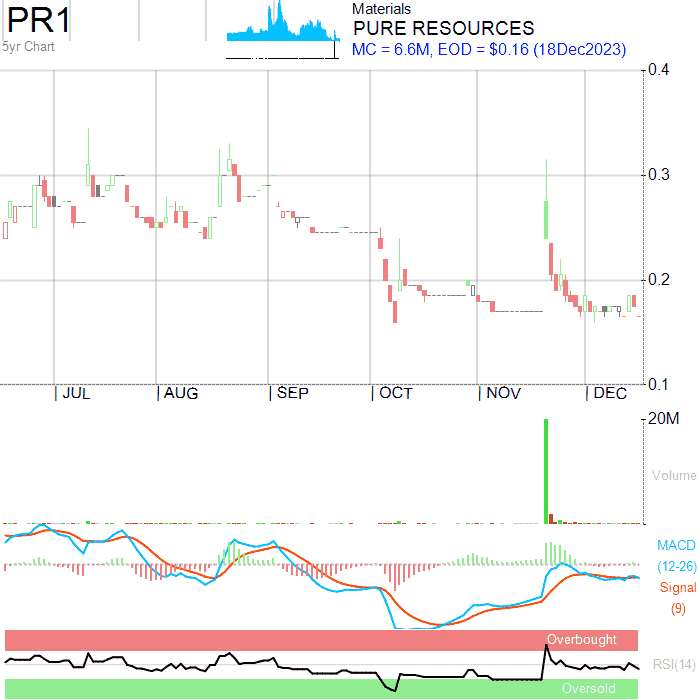 PR1
5yr Chart
Materials
PURE RESOURCES
MC = 6.6M, EOD = $0.16 (18Dec2023)
0.4
0.3
0.2
0.1
JUL
AUG
SEP
OCT
NOV
DEC
20M
Volume
MACD
(12-26)
Signal
(9)
Overbought
RSI(14)
Oversold